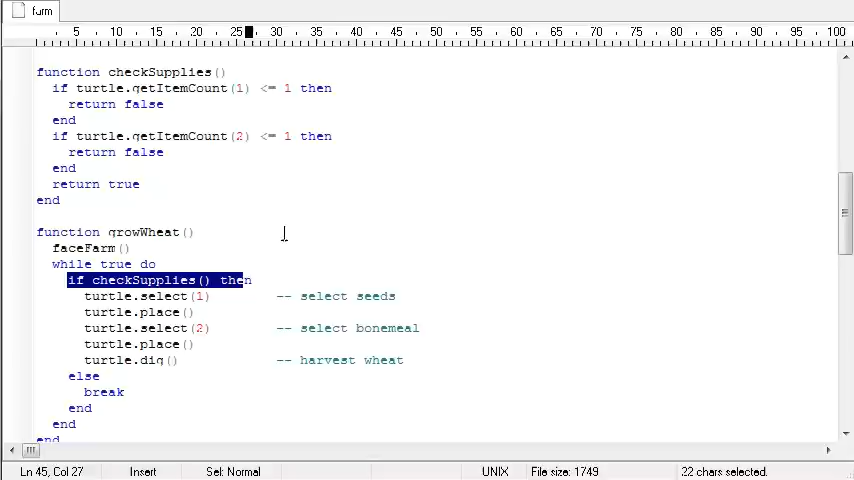 farm
5 10 15 20 25 30 35 40 45 50 55 60 65 70 75 80 85 90 95 100
function checkSupplies()
if turtle.getItemCount(1) <= 1 then
return false
end
if turtle.getItemCount(2) <= 1 then
return false
end
return true
end
function growWheat()
faceFarm()
while true do
if checkSupplies() then
turtle.select(1) -- select seeds
turtle.place()
turtle.select(2) -- select bonemeal
turtle.place()
turtle.dig() -- harvest wheat
else
break
end
end
end
Ln 45, Col 27 Insert Sel: Normal UNIX File size: 1749 22 chars selected.